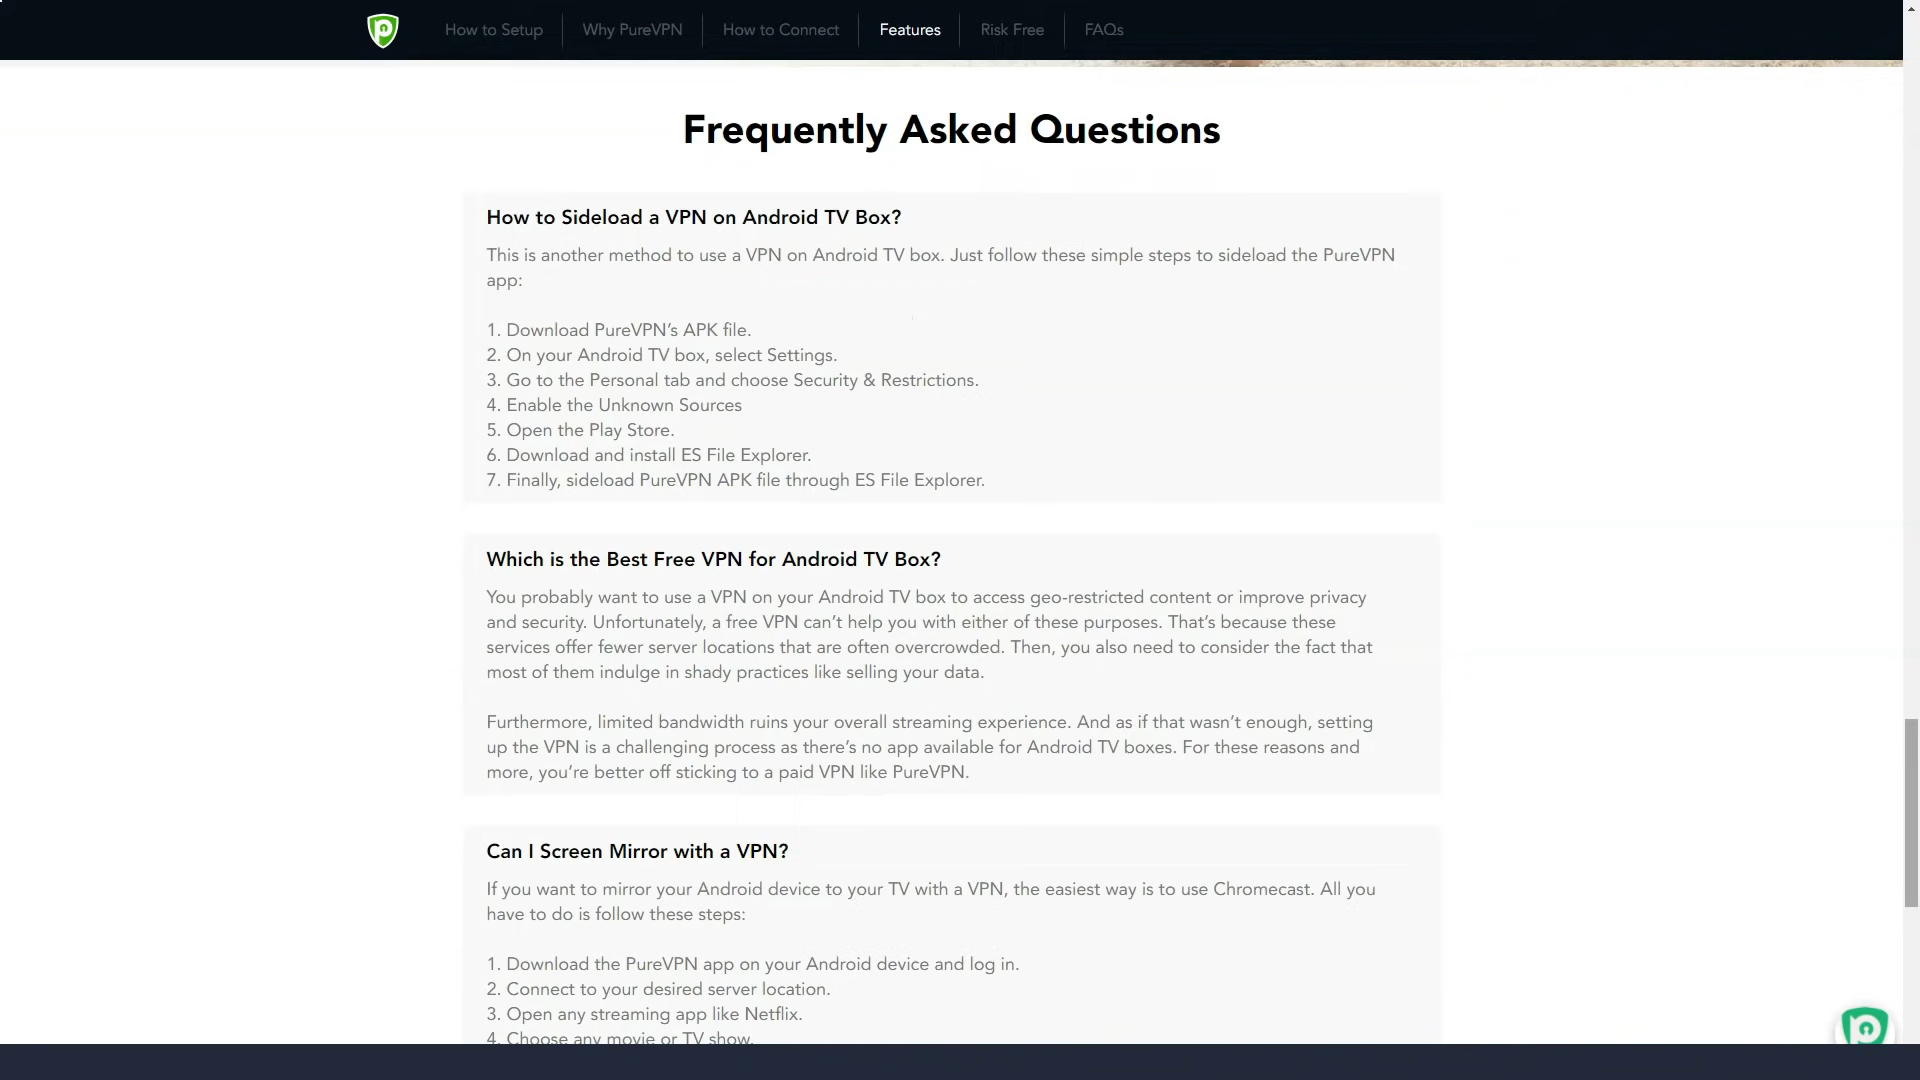 How to Setup
Why PureVPN
How to Connect
Features
Risk Free
FAQs
Frequently Asked Questions
How to Sideload a VPN on Android TV Box?
This is another method to use a VPN on Android TV box. Just follow these simple steps to sideload the PureVPN
app:
1. Download PureVPN’s APK file.
2. On your Android TV box, select Settings.
3. Go to the Personal tab and choose Security & Restrictions.
4. Enable the Unknown Sources
5. Open the Play Store.
6. Download and install ES File Explorer.
7. Finally, sideload PureVPN APK file through ES File Explorer.
Which is the Best Free VPN for Android TV Box?
You probably want to use a VPN on your Android TV box to access geo-restricted content or improve privacy
and security. Unfortunately, a free VPN can’t help you with either of these purposes. That’s because these
services offer fewer server locations that are often overcrowded. Then, you also need to consider the fact that
most of them indulge in shady practices like selling your data.
Furthermore, limited bandwidth ruins your overall streaming experience. And as if that wasn’t enough, setting
up the VPN is a challenging process as there’s no app available for Android TV boxes. For these reasons and
more, you’re better off sticking to a paid VPN like PureVPN.
Can I Screen Mirror with a VPN?
If you want to mirror your Android device to your TV with a VPN, the easiest way is to use Chromecast. All you
have to do is follow these steps:
1. Download the PureVPN app on your Android device and log in.
2. Connect to your desired server location.
3. Open any streaming app like Netflix.
4. Choose any movie or TV show.